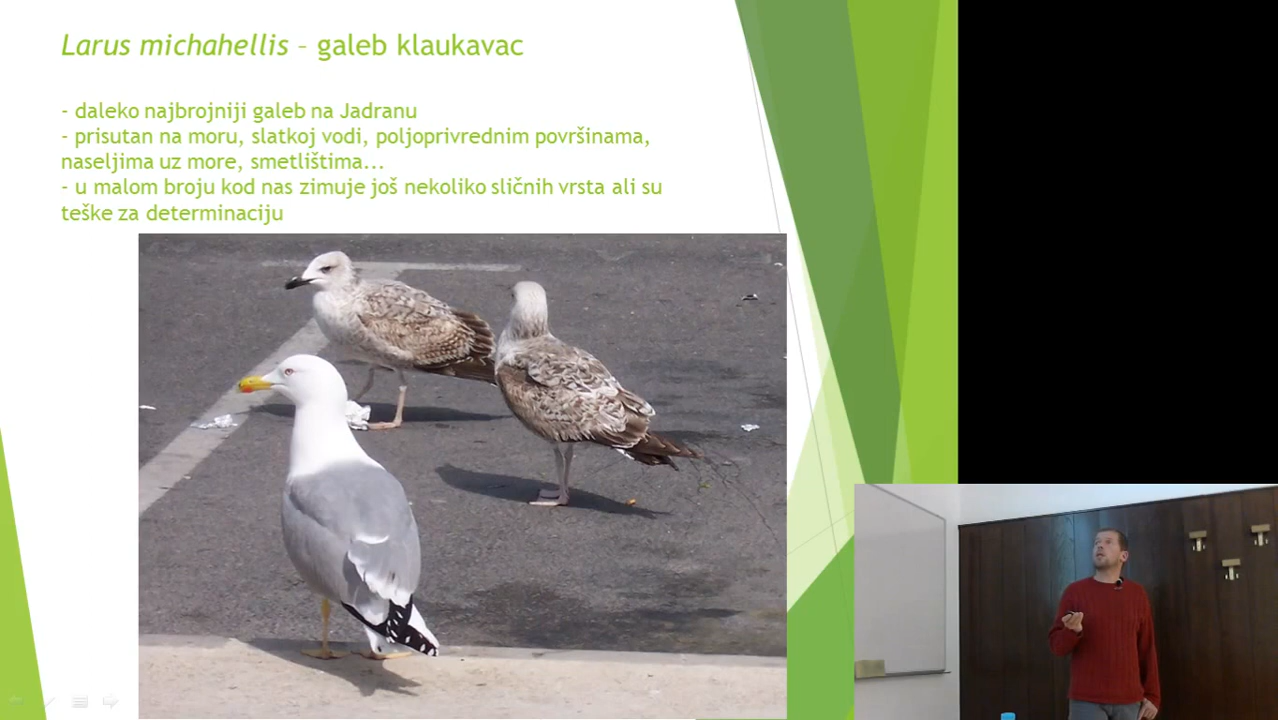 Larus michahellis – galeb klaukavac
- daleko najbrojniji galeb na Jadranu
- prisutan na moru, slatkoj vodi, poljoprivrednim površinama,
naseljima uz more, smetlištima...
- u malom broju kod nas zimuje još nekoliko sličnih vrsta ali su
teške za determinaciju